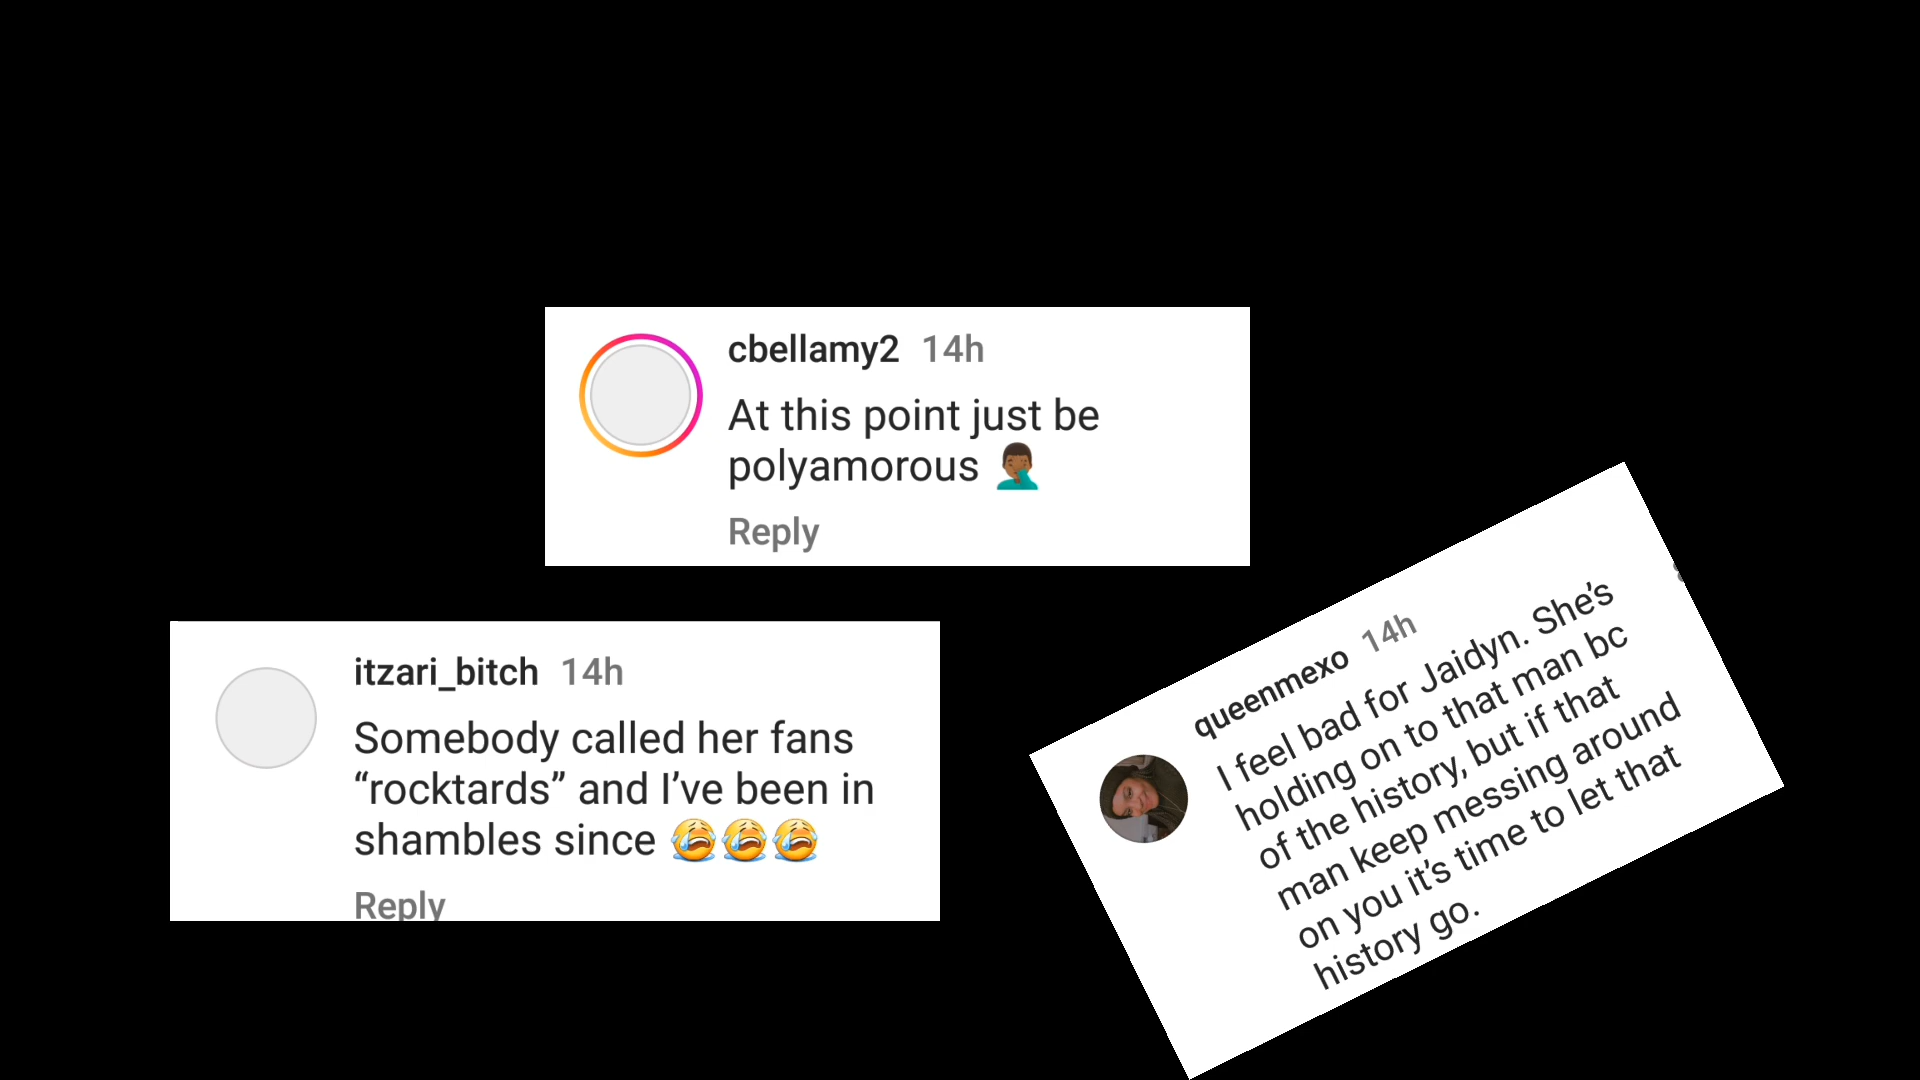 cbellamy2 14h
At this point just be
polyamorous 🤦🏾‍♂️
Reply
itzari_bitch 14h
Somebody called her fans
“rocktards” and I’ve been in
shambles since 😭😭😭
Reply
queenmexo 14h
I feel bad for Jaidyn. She’s
holding on to that man bc
of the history, but if that
man keep messing around
on you it’s time to let that
history go.